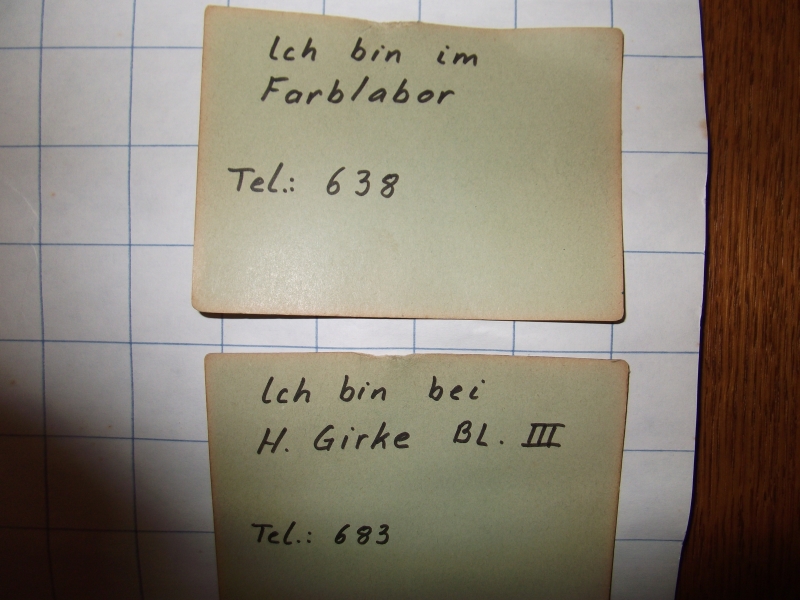 Ich bin im
Farblabor
Tel.: 638
Ich bin bei
H. Girke BL. III
Tel.: 683